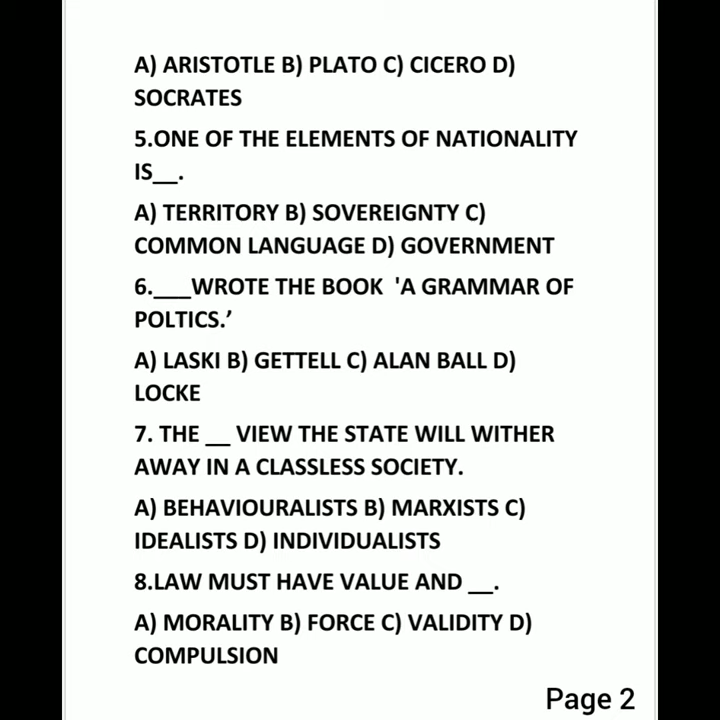 A) ARISTOTLE B) PLATO C) CICERO D)
SOCRATES
5.ONE OF THE ELEMENTS OF NATIONALITY
IS__.
A) TERRITORY B) SOVEREIGNTY C)
COMMON LANGUAGE D) GOVERNMENT
6.___WROTE THE BOOK 'A GRAMMAR OF
POLTICS.’
A) LASKI B) GETTELL C) ALAN BALL D)
LOCKE
7. THE __ VIEW THE STATE WILL WITHER
AWAY IN A CLASSLESS SOCIETY.
A) BEHAVIOURALISTS B) MARXISTS C)
IDEALISTS D) INDIVIDUALISTS
8.LAW MUST HAVE VALUE AND __.
A) MORALITY B) FORCE C) VALIDITY D)
COMPULSION
Page 2